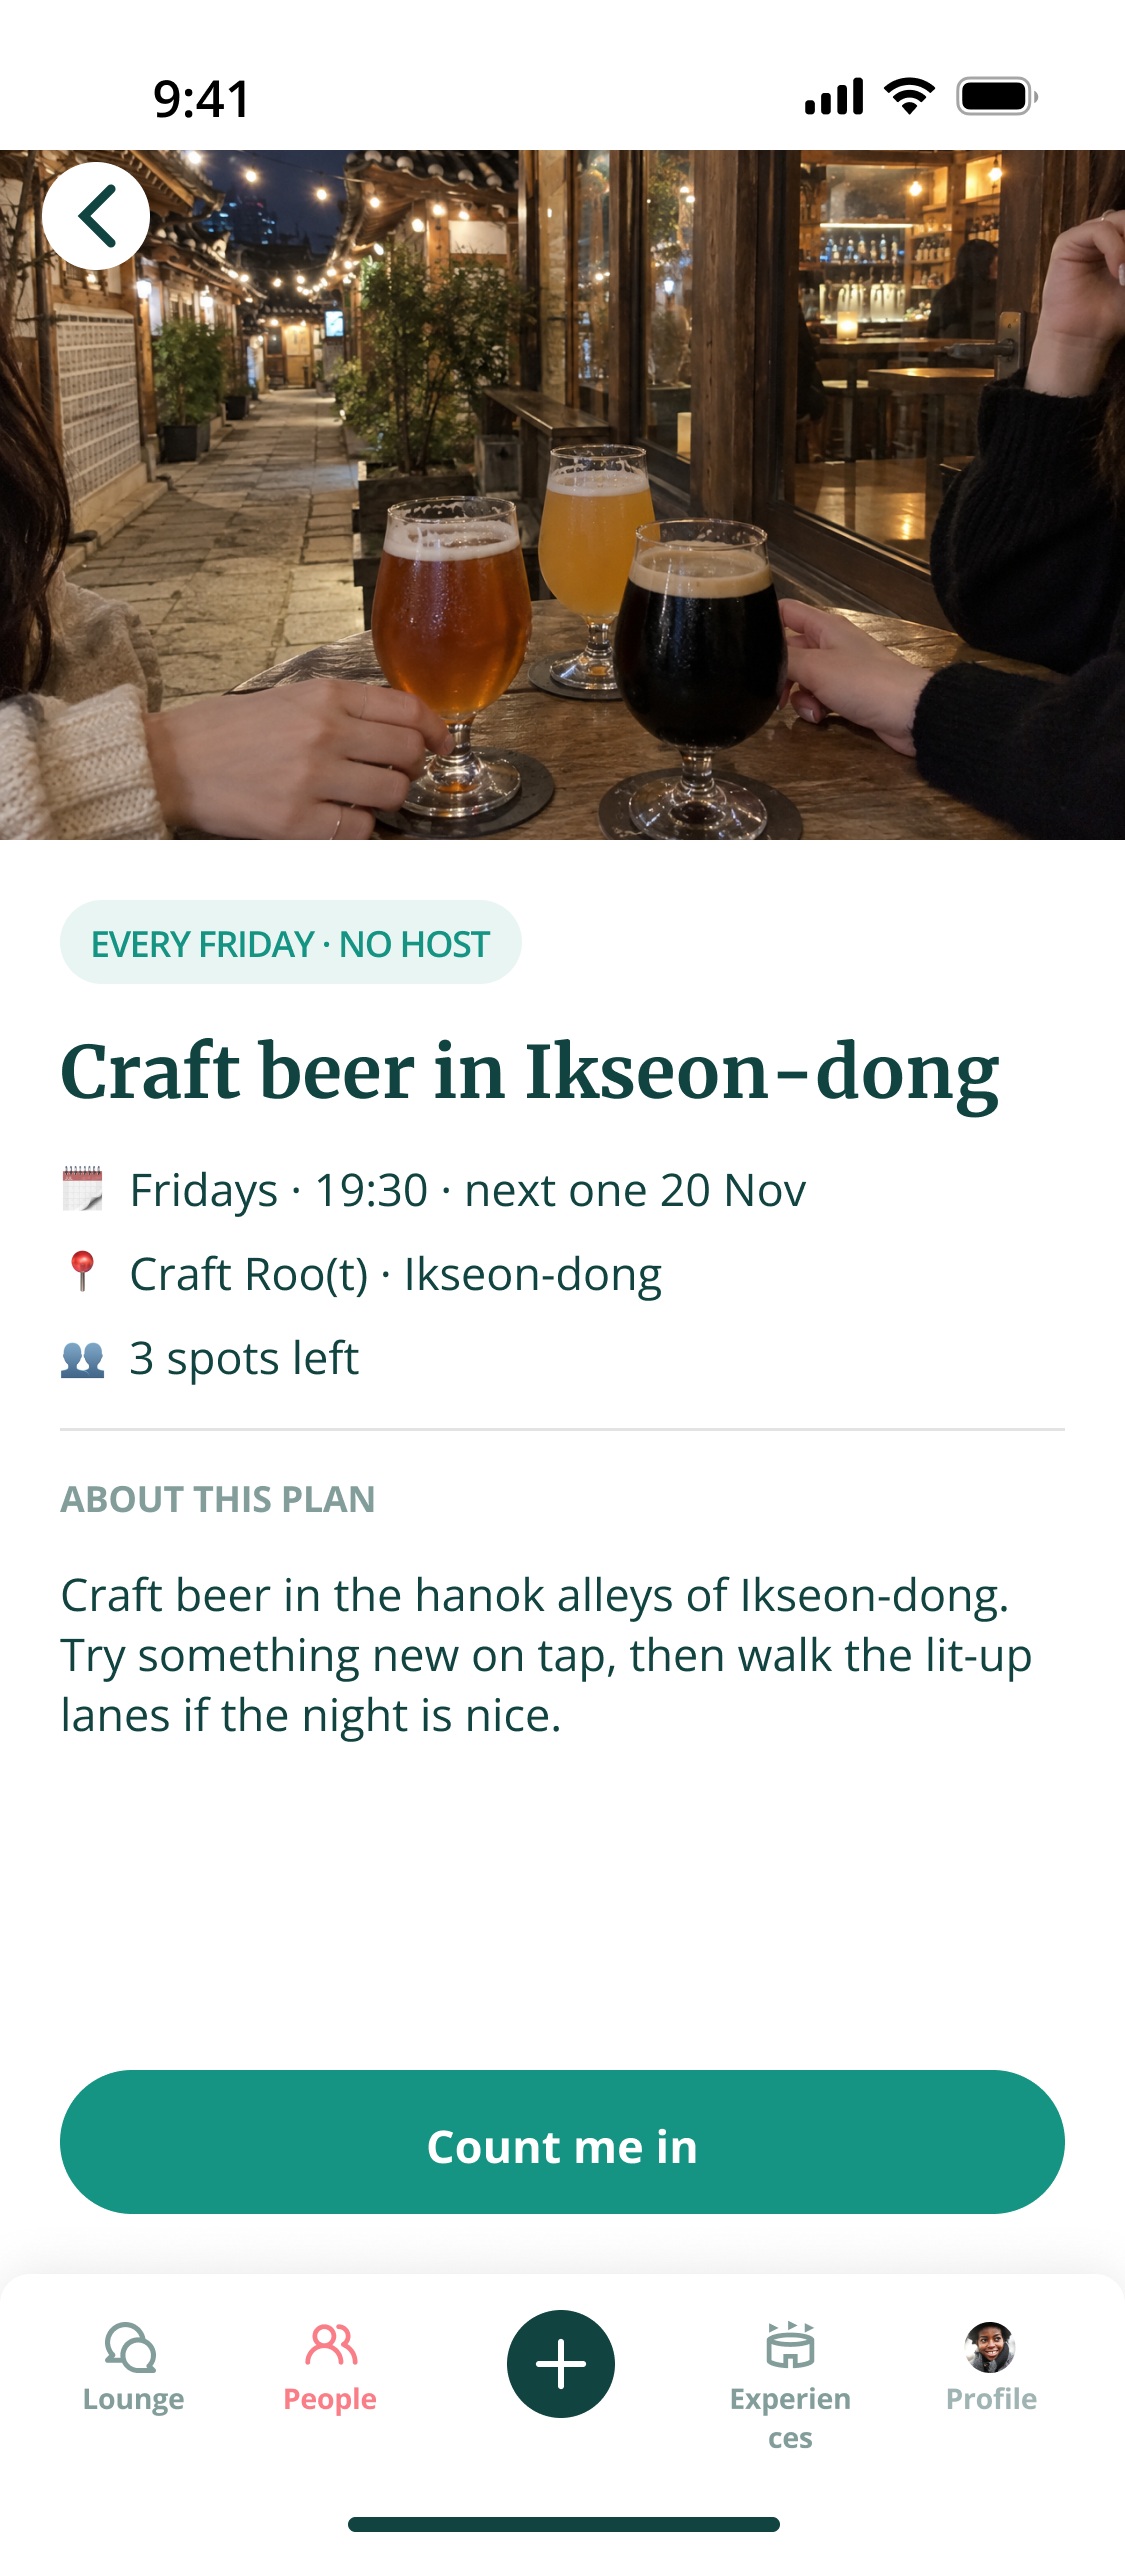 9:41
EVERY FRIDAY · NO HOST
Craft beer in Ikseon-dong
Fridays · 19:30 · next one 20 Nov
Craft Roo(t) · Ikseon-dong
3 spots left
ABOUT THIS PLAN
Craft beer in the hanok alleys of Ikseon-dong.
Try something new on tap, then walk the lit-up
lanes if the night is nice.
Count me in
Lounge
People
Experien
ces
Profile